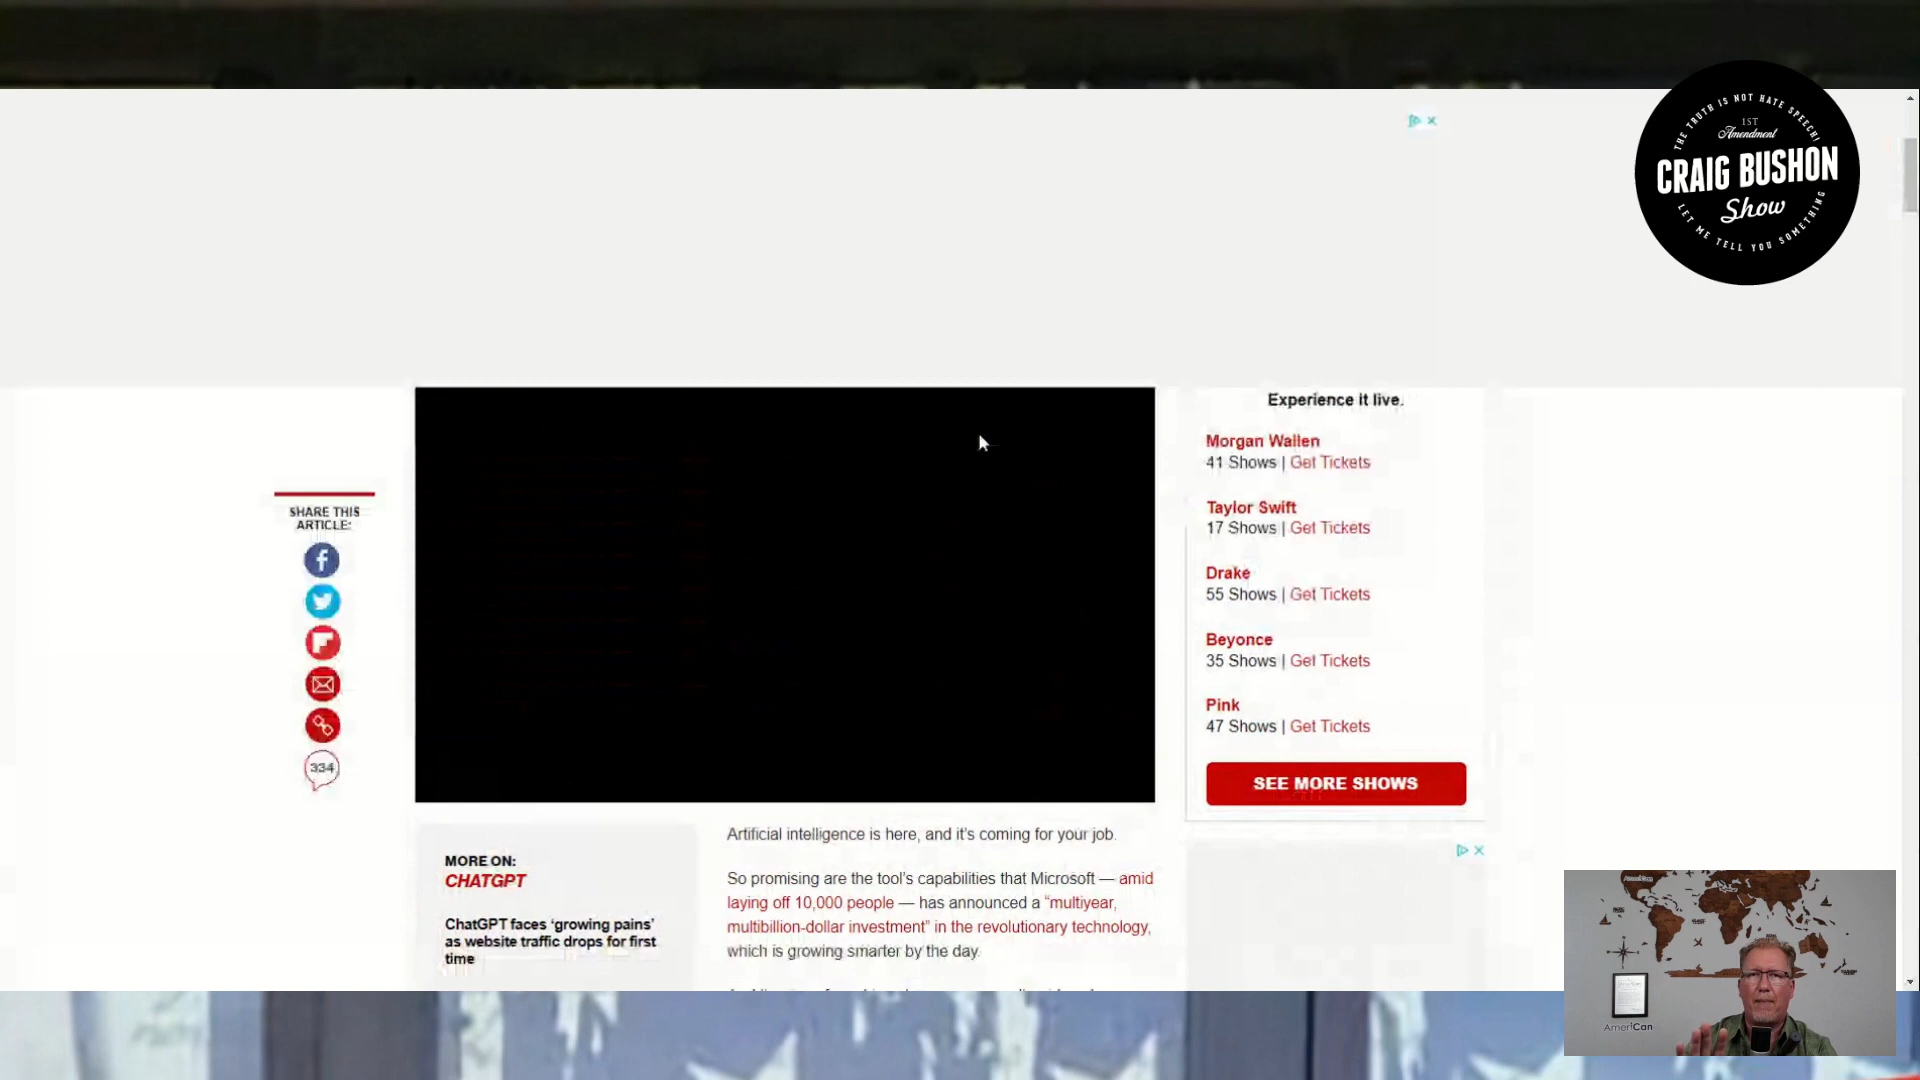 THE TRUTH IS NOT HATE SPEECH!
1ST
Amendment
CRAIG BUSHON
Show
LET ME TELL YOU SOMETHING
Experience it live.
Morgan Wallen
41 Shows | Get Tickets
Taylor Swift
17 Shows | Get Tickets
Drake
55 Shows | Get Tickets
Beyonce
35 Shows | Get Tickets
Pink
47 Shows | Get Tickets
SEE MORE SHOWS
SHARE THIS
ARTICLE:
334
MORE ON:
CHATGPT
ChatGPT faces ‘growing pains’
as website traffic drops for first
time
Artificial intelligence is here, and it’s coming for your job.
So promising are the tool’s capabilities that Microsoft — amid
laying off 10,000 people — has announced a “multiyear,
multibillion-dollar investment” in the revolutionary technology,
which is growing smarter by the day.
AmeriCan